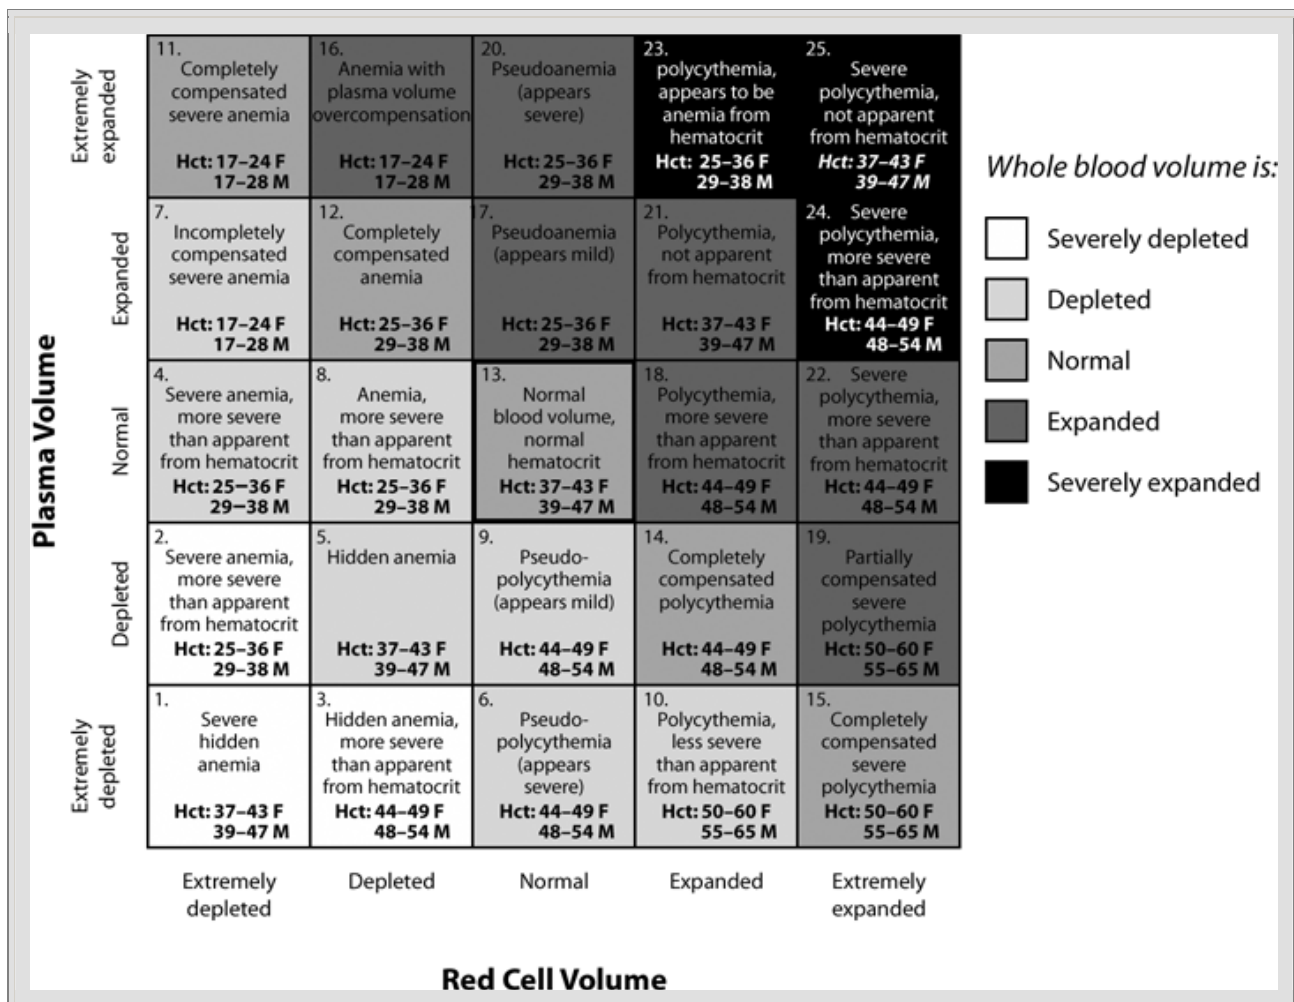 Plasma Volume
Extremely
expanded
11.
Completely
compensated
severe anemia
Hct: 17–24 F
17–28 M
16.
Anemia with
plasma volume
overcompensation
Hct: 17–24 F
17–28 M
20.
Pseudoanemia
(appears
severe)
Hct: 25–36 F
29–38 M
23.
polycythemia,
appears to be
anemia from
hematocrit
Hct: 25–36 F
29–38 M
25.
Severe
polycythemia,
not apparent
from hematocrit
Hct: 37–43 F
39–47 M
Expanded
7.
Incompletely
compensated
severe anemia
Hct: 17–24 F
17–28 M
12.
Completely
compensated
anemia
Hct: 25–36 F
29–38 M
17.
Pseudoanemia
(appears mild)
Hct: 25–36 F
29–38 M
21.
Polycythemia,
not apparent
from hematocrit
Hct: 37–43 F
39–47 M
24. Severe
polycythemia,
more severe
than apparent
from hematocrit
Hct: 44–49 F
48–54 M
Normal
4.
Severe anemia,
more severe
than apparent
from hematocrit
Hct: 25–36 F
29–38 M
8.
Anemia,
more severe
than apparent
from hematocrit
Hct: 25–36 F
29–38 M
13.
Normal
blood volume,
normal
hematocrit
Hct: 37–43 F
39–47 M
18.
Polycythemia,
more severe
than apparent
from hematocrit
Hct: 44–49 F
48–54 M
22. Severe
polycythemia,
more severe
than apparent
from hematocrit
Hct: 44–49 F
48–54 M
Depleted
2.
Severe anemia,
more severe
than apparent
from hematocrit
Hct: 25–36 F
29–38 M
5.
Hidden anemia
Hct: 37–43 F
39–47 M
9.
Pseudo-
polycythemia
(appears mild)
Hct: 44–49 F
48–54 M
14.
Completely
compensated
polycythemia
Hct: 44–49 F
48–54 M
19.
Partially
compensated
severe
polycythemia
Hct: 50–60 F
55–65 M
Extremely
depleted
1.
Severe
hidden
anemia
Hct: 37–43 F
39–47 M
3.
Hidden anemia,
more severe
than apparent
from hematocrit
Hct: 44–49 F
48–54 M
6.
Pseudo-
polycythemia
(appears
severe)
Hct: 44–49 F
48–54 M
10.
Polycythemia,
less severe
than apparent
from hematocrit
Hct: 50–60 F
55–65 M
15.
Completely
compensated
severe
polycythemia
Hct: 50–60 F
55–65 M
Extremely
depleted
Depleted
Normal
Expanded
Extremely
expanded
Red Cell Volume
Whole blood volume is:
Severely depleted
Depleted
Normal
Expanded
Severely expanded